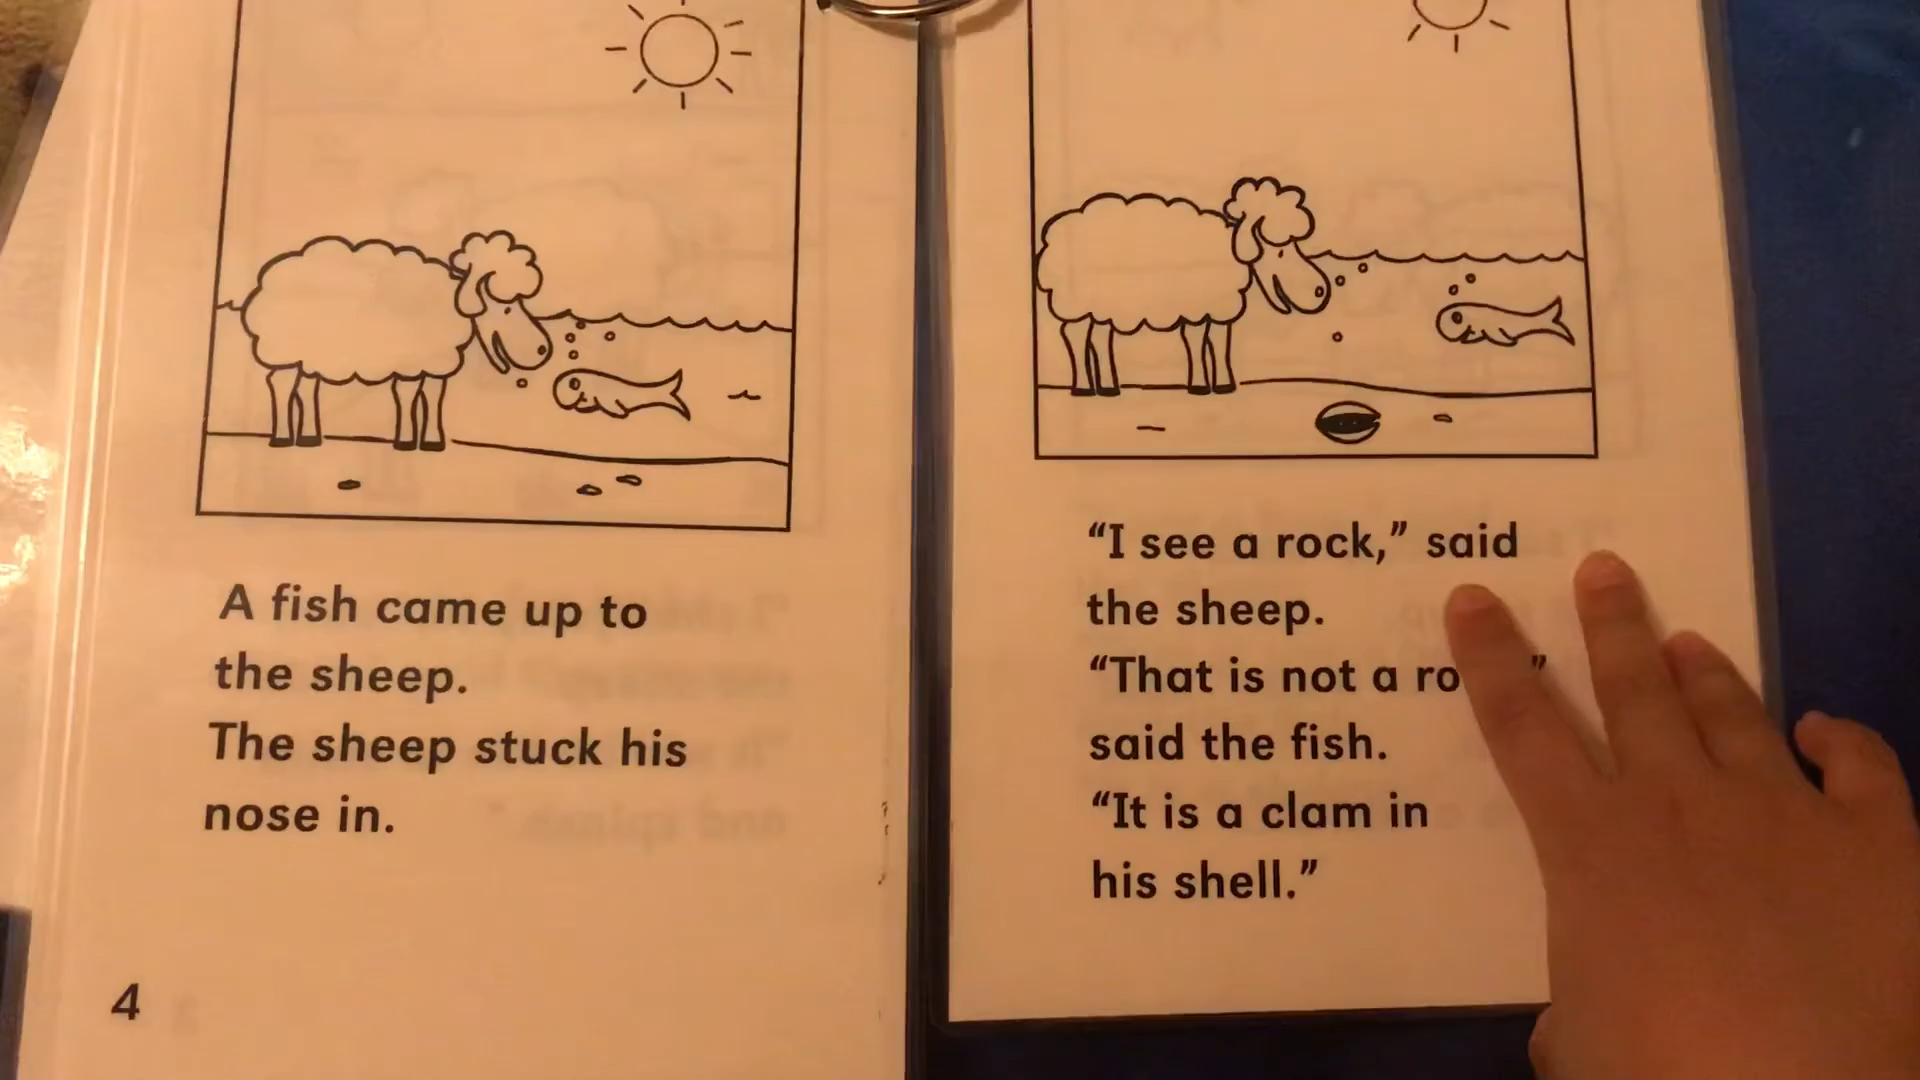 A fish came up to
the sheep.
The sheep stuck his
nose in.
4
“I see a rock,” said
the sheep.
“That is not a ”
said the fish.
“It is a clam in
his shell.”